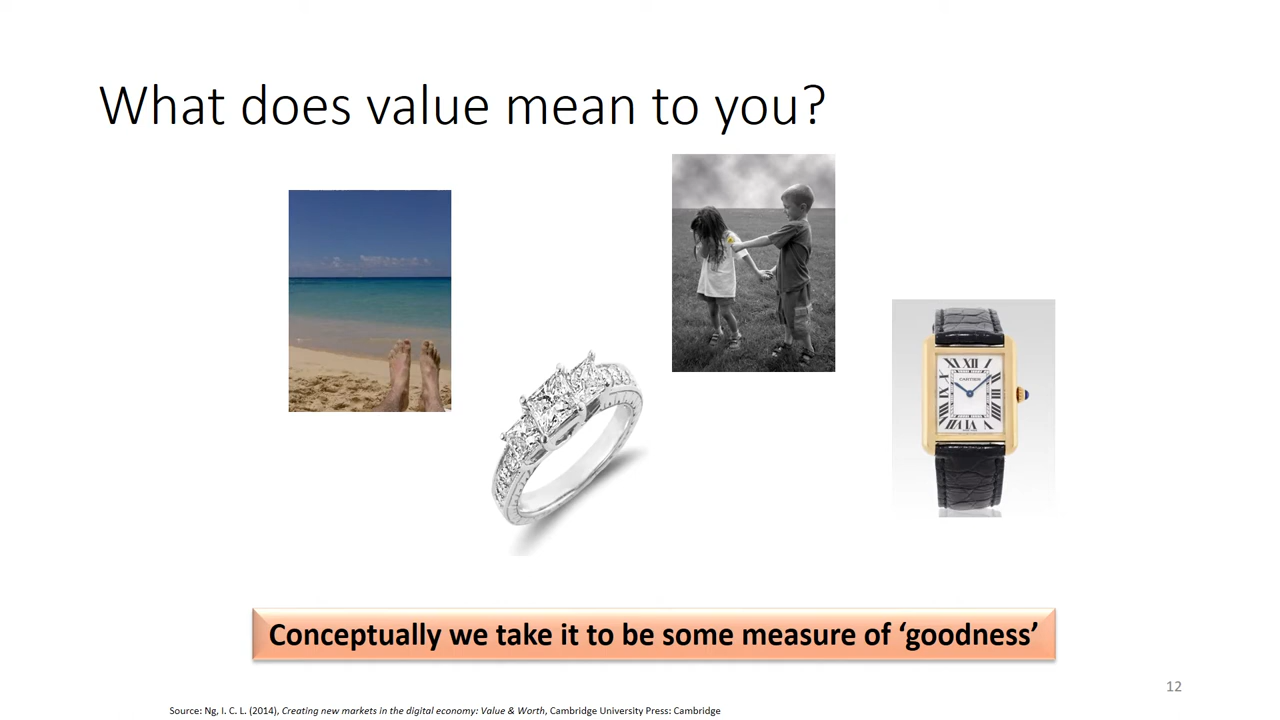 What does value mean to you?
CARTIER
Conceptually we take it to be some measure of ‘goodness’
12
Source: Ng, I. C. L. (2014), Creating new markets in the digital economy: Value & Worth, Cambridge University Press: Cambridge